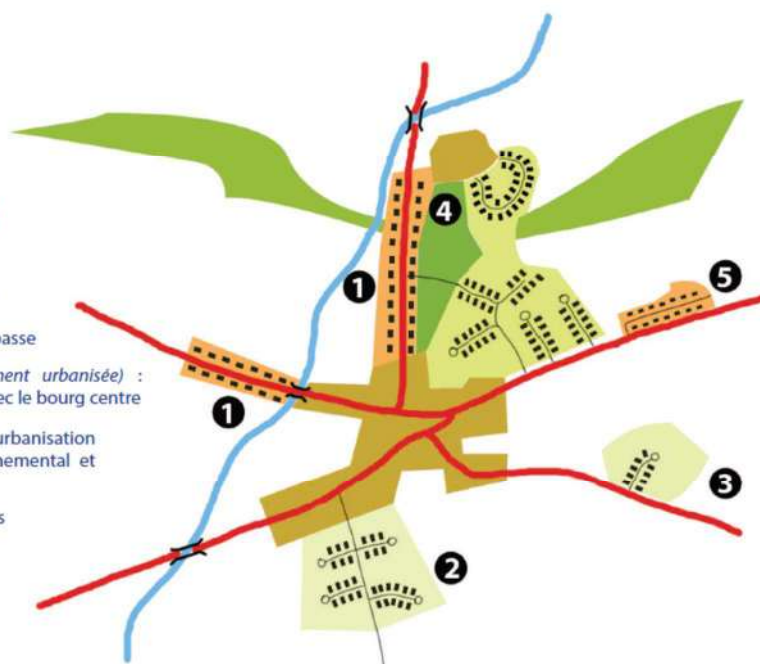 passe
ment urbanisée) :
ec le bourg centre
urbanisation
nemental et
s
1
4
1
5
3
2